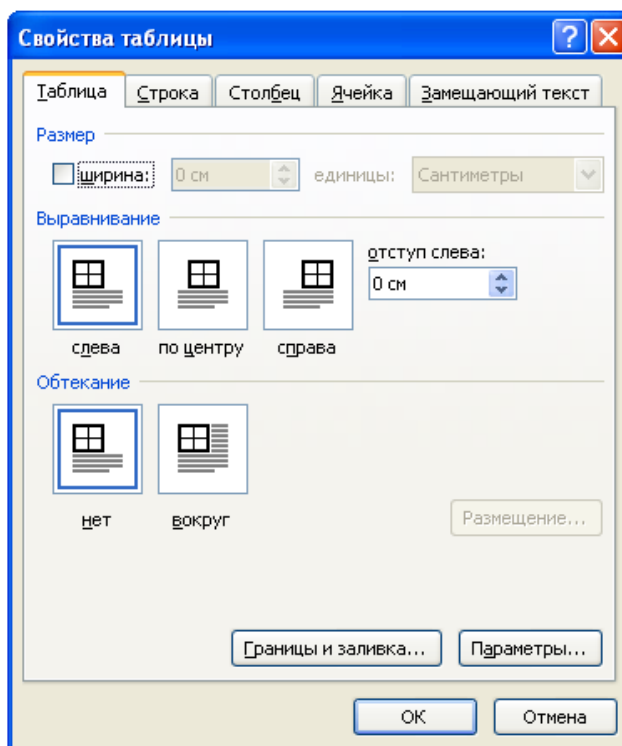 Свойства таблицы
Таблица Строка Столбец Ячейка Замещающий текст
Размер
ширина: 0 см единицы: Сантиметры
Выравнивание
отступ слева:
0 см
слева по центру справа
Обтекание
нет вокруг
Размещение...
Границы и заливка... Параметры...
ОК Отмена